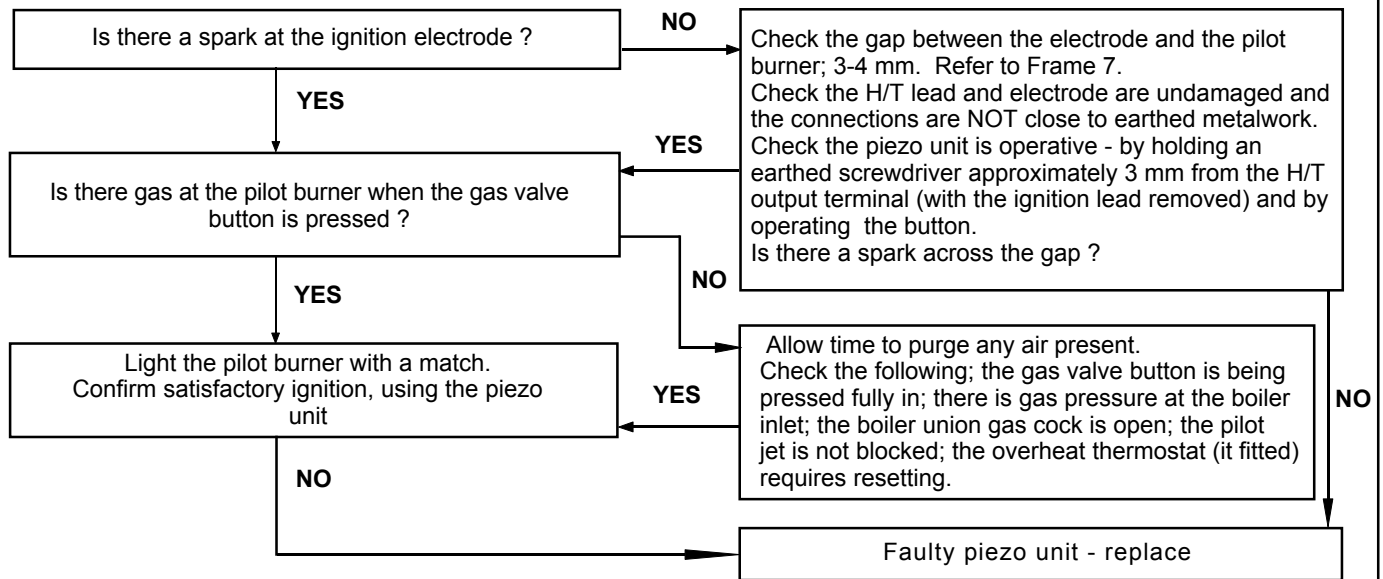 Is there a spark at the ignition electrode ?
NO
Check the gap between the electrode and the pilot
burner; 3-4 mm. Refer to Frame 7.
Check the H/T lead and electrode are undamaged and
the connections are NOT close to earthed metalwork.
Check the piezo unit is operative - by holding an
earthed screwdriver approximately 3 mm from the H/T
output terminal (with the ignition lead removed) and by
operating the button.
Is there a spark across the gap ?
YES
YES
Is there gas at the pilot burner when the gas valve
button is pressed ?
NO
YES
Allow time to purge any air present.
Check the following; the gas valve button is being
pressed fully in; there is gas pressure at the boiler
inlet; the boiler union gas cock is open; the pilot
jet is not blocked; the overheat thermostat (it fitted)
requires resetting.
NO
YES
Light the pilot burner with a match.
Confirm satisfactory ignition, using the piezo
unit
NO
Faulty piezo unit - replace